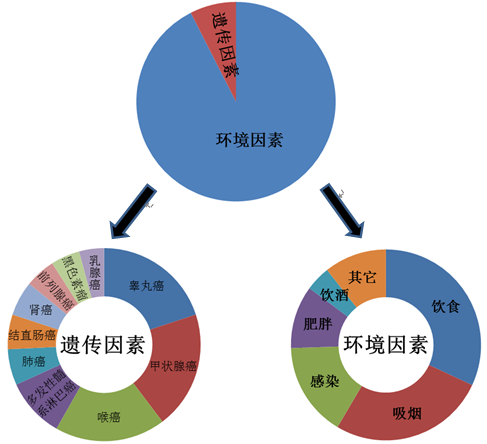 遗传因素
环境因素
乳腺癌
黑色素瘤
前列腺癌
肾癌
结直肠癌
肺癌
多发性髓
系淋巴癌
喉癌
甲状腺癌
睾丸癌
遗传因素
其它
饮酒
肥胖
感染
吸烟
饮食
环境因素